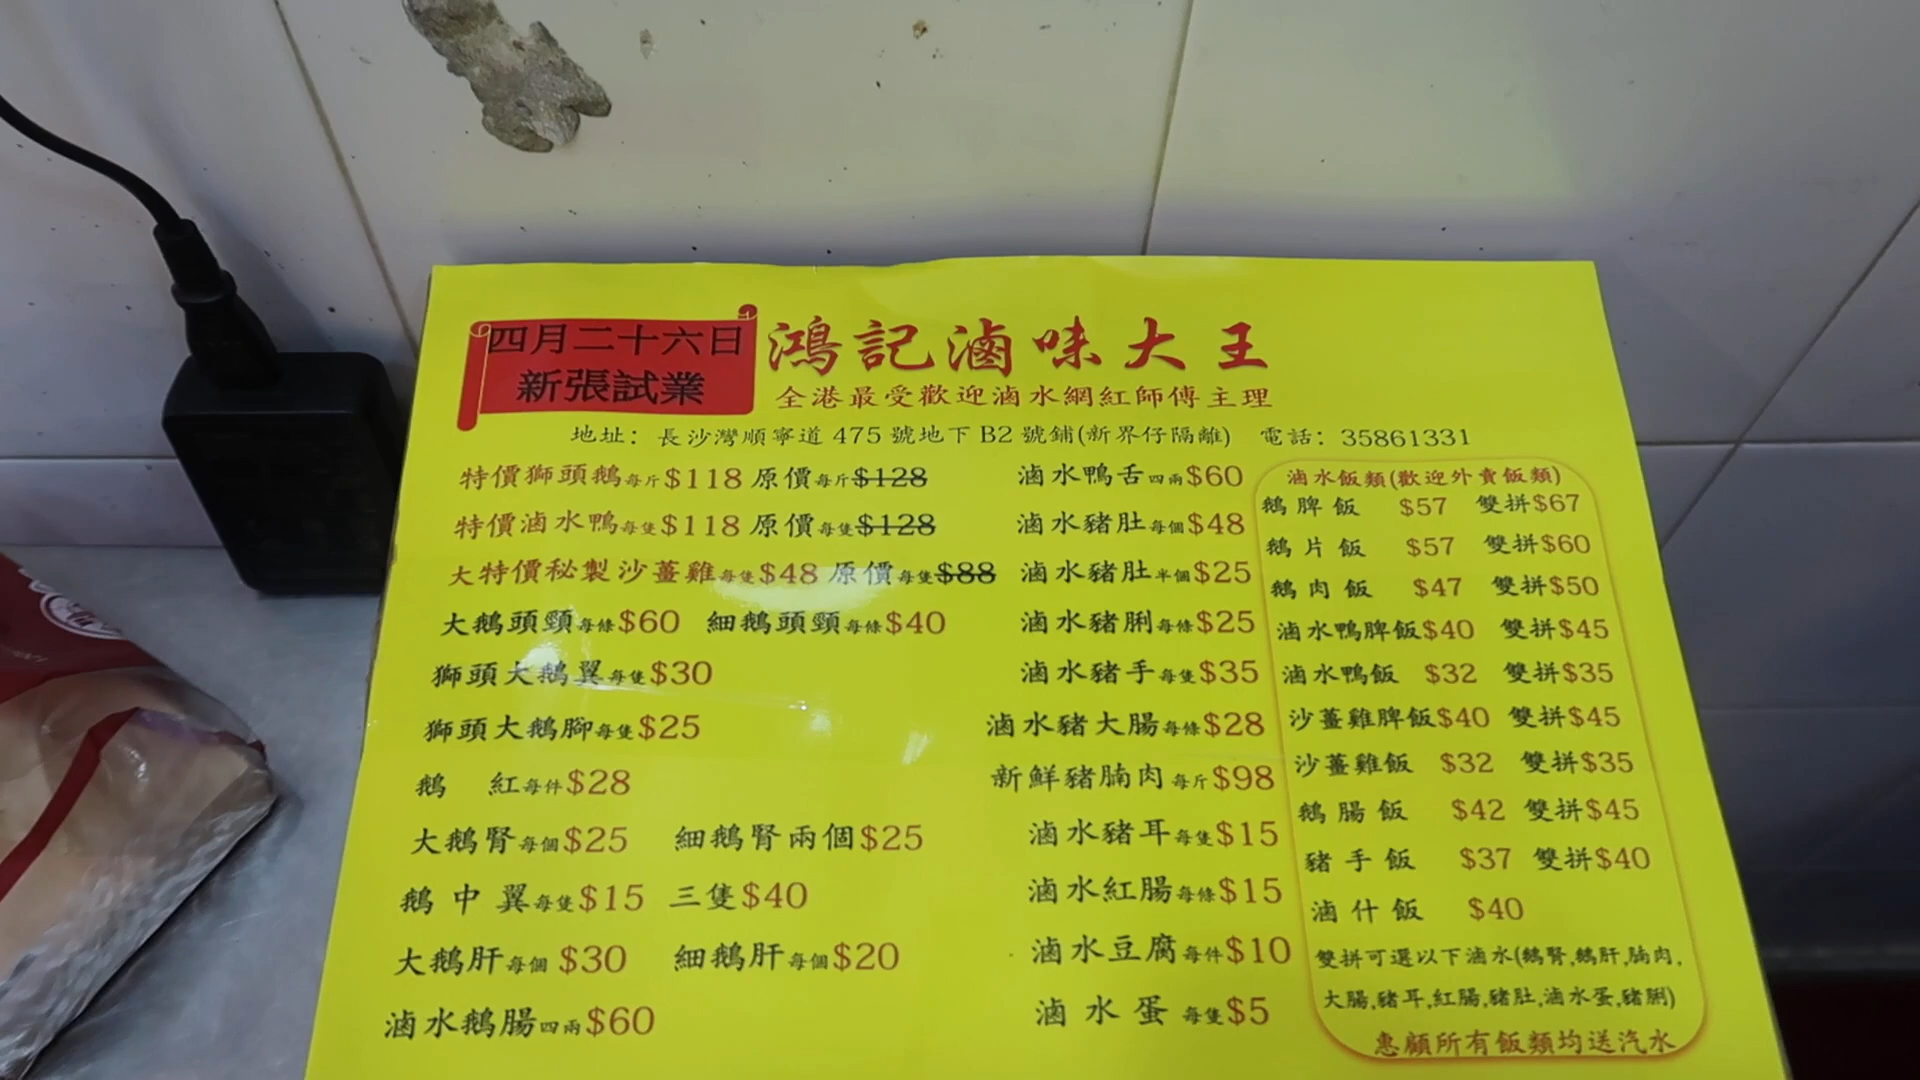 四月二十六日
新張試業
鴻記滷味大王
全港最受歡迎滷水網紅師傅主理
地址：長沙灣順寧道 475 號地下 B2 號鋪(新界仔隔離) 電話：35861331
特價獅頭鵝每斤$118 原價每斤$128
特價滷水鴨每隻$118 原價每隻$128
大特價秘製沙薑雞每隻$48 原價每隻$88
大鵝頭頸每條$60 細鵝頭頸每條$40
獅頭大鵝翼每隻$30
獅頭大鵝腳每隻$25
鵝 紅每件$28
大鵝腎每個$25 細鵝腎兩個$25
鵝中翼每隻$15 三隻$40
大鵝肝每個$30 細鵝肝每個$20
滷水鵝腸四兩$60
滷水鴨舌四兩$60
滷水豬肚每個$48
滷水豬肚半個$25
滷水豬脷每條$25
滷水豬手每隻$35
滷水豬大腸每條$28
新鮮豬腩肉每斤$98
滷水豬耳每隻$15
滷水紅腸每條$15
滷水豆腐每件$10
滷水蛋每隻$5
滷水飯類(歡迎外賣飯類)
鵝脾飯 $57 雙拼$67
鵝片飯 $57 雙拼$60
鵝肉飯 $47 雙拼$50
滷水鴨脾飯$40 雙拼$45
滷水鴨飯 $32 雙拼$35
沙薑雞脾飯$40 雙拼$45
沙薑雞飯 $32 雙拼$35
鵝腸飯 $42 雙拼$45
豬手飯 $37 雙拼$40
滷什飯 $40
雙拼可選以下滷水(鵝腎,鵝肝,腩肉,
大腸,豬耳,紅腸,豬肚,滷水蛋,豬脷)
惠顧所有飯類均送汽水